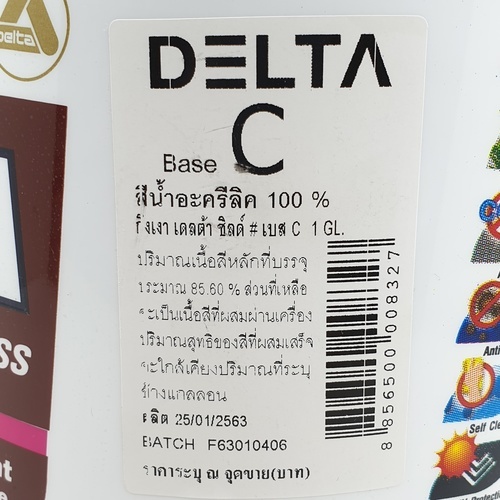 delta
DELTA
Base C
สีน้ำอะครีลิค 100 %
กึ่งเงา เดลต้า ชิลด์ # เบส C 1 GL.
ปริมาณเนื้อสีหลักที่บรรจุ
ประมาณ 85.60 % ส่วนที่เหลือ
จะเป็นเนื้อสีที่ผสมผ่านเครื่อง
ปริมาณสุทธิของสีที่ผสมเสร็จ
จะใกล้เคียงปริมาณที่ระบุ
ข้างแกลลอน
ผลิต 25/01/2563
BATCH F63010406
ราคาระบุ ณ จุดขาย(บาท)
8 856500 008327
Anti
Self Cle